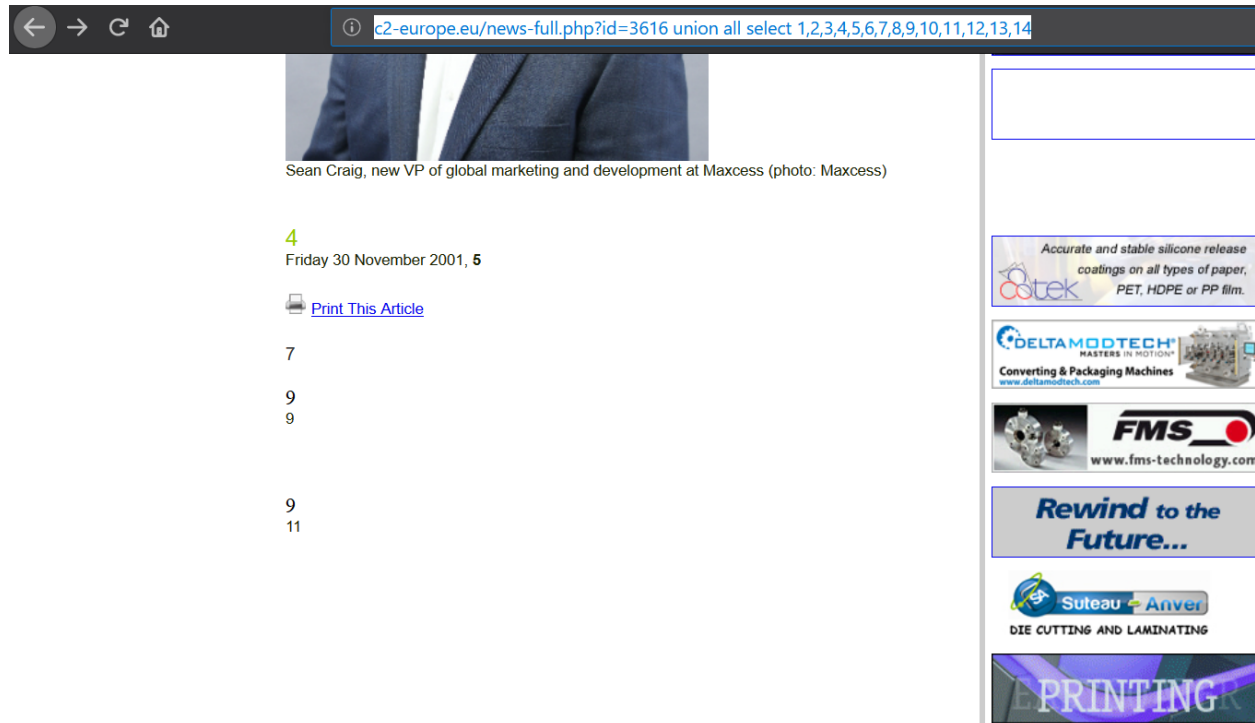 c2-europe.eu/news-full.php?id=3616 union all select 1,2,3,4,5,6,7,8,9,10,11,12,13,14
Sean Craig, new VP of global marketing and development at Maxcess (photo: Maxcess)
4
Friday 30 November 2001, 5
Print This Article
7
9
9
9
11
Accurate and stable silicone release
coatings on all types of paper,
PET, HDPE or PP film.
cotek
DELTAMODTECH®
MASTERS IN MOTION®
Converting & Packaging Machines
www.deltamodtech.com
FMS
www.fms-technology.com
Rewind to the
Future...
SA
Suteau - Anver
DIE CUTTING AND LAMINATING
PRINTING